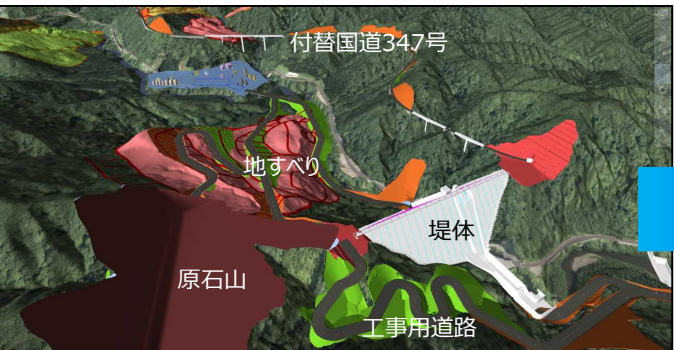 付替国道347号
地すべり
堤体
原石山
工事用道路